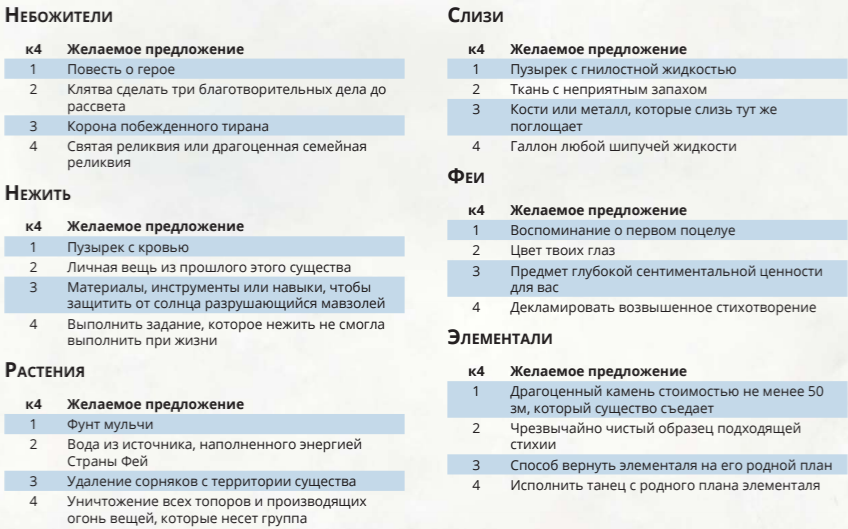 Небожители
к4 Желаемое предложение
1 Повесть о герое
2 Клятва сделать три благотворительных дела до
рассвета
3 Корона побежденного тирана
4 Святая реликвия или драгоценная семейная
реликвия
Нежить
к4 Желаемое предложение
1 Пузырек с кровью
2 Личная вещь из прошлого этого существа
3 Материалы, инструменты или навыки, чтобы
защитить от солнца разрушающийся мавзолей
4 Выполнить задание, которое нежить не смогла
выполнить при жизни
Растения
к4 Желаемое предложение
1 Фунт мульчи
2 Вода из источника, наполненного энергией
Страны Фей
3 Удаление сорняков с территории существа
4 Уничтожение всех топоров и производящих
огонь вещей, которые несет группа
Слизи
к4 Желаемое предложение
1 Пузырек с гнилостной жидкостью
2 Ткань с неприятным запахом
3 Кости или металл, которые слизь тут же
поглощает
4 Галлон любой шипучей жидкости
Феи
к4 Желаемое предложение
1 Воспоминание о первом поцелуе
2 Цвет твоих глаз
3 Предмет глубокой сентиментальной ценности
для вас
4 Декламировать возвышенное стихотворение
Элементали
к4 Желаемое предложение
1 Драгоценный камень стоимостью не менее 50
зм, который существо съедает
2 Чрезвычайно чистый образец подходящей
стихии
3 Способ вернуть элементаля на его родной план
4 Исполнить танец с родного плана элементаля